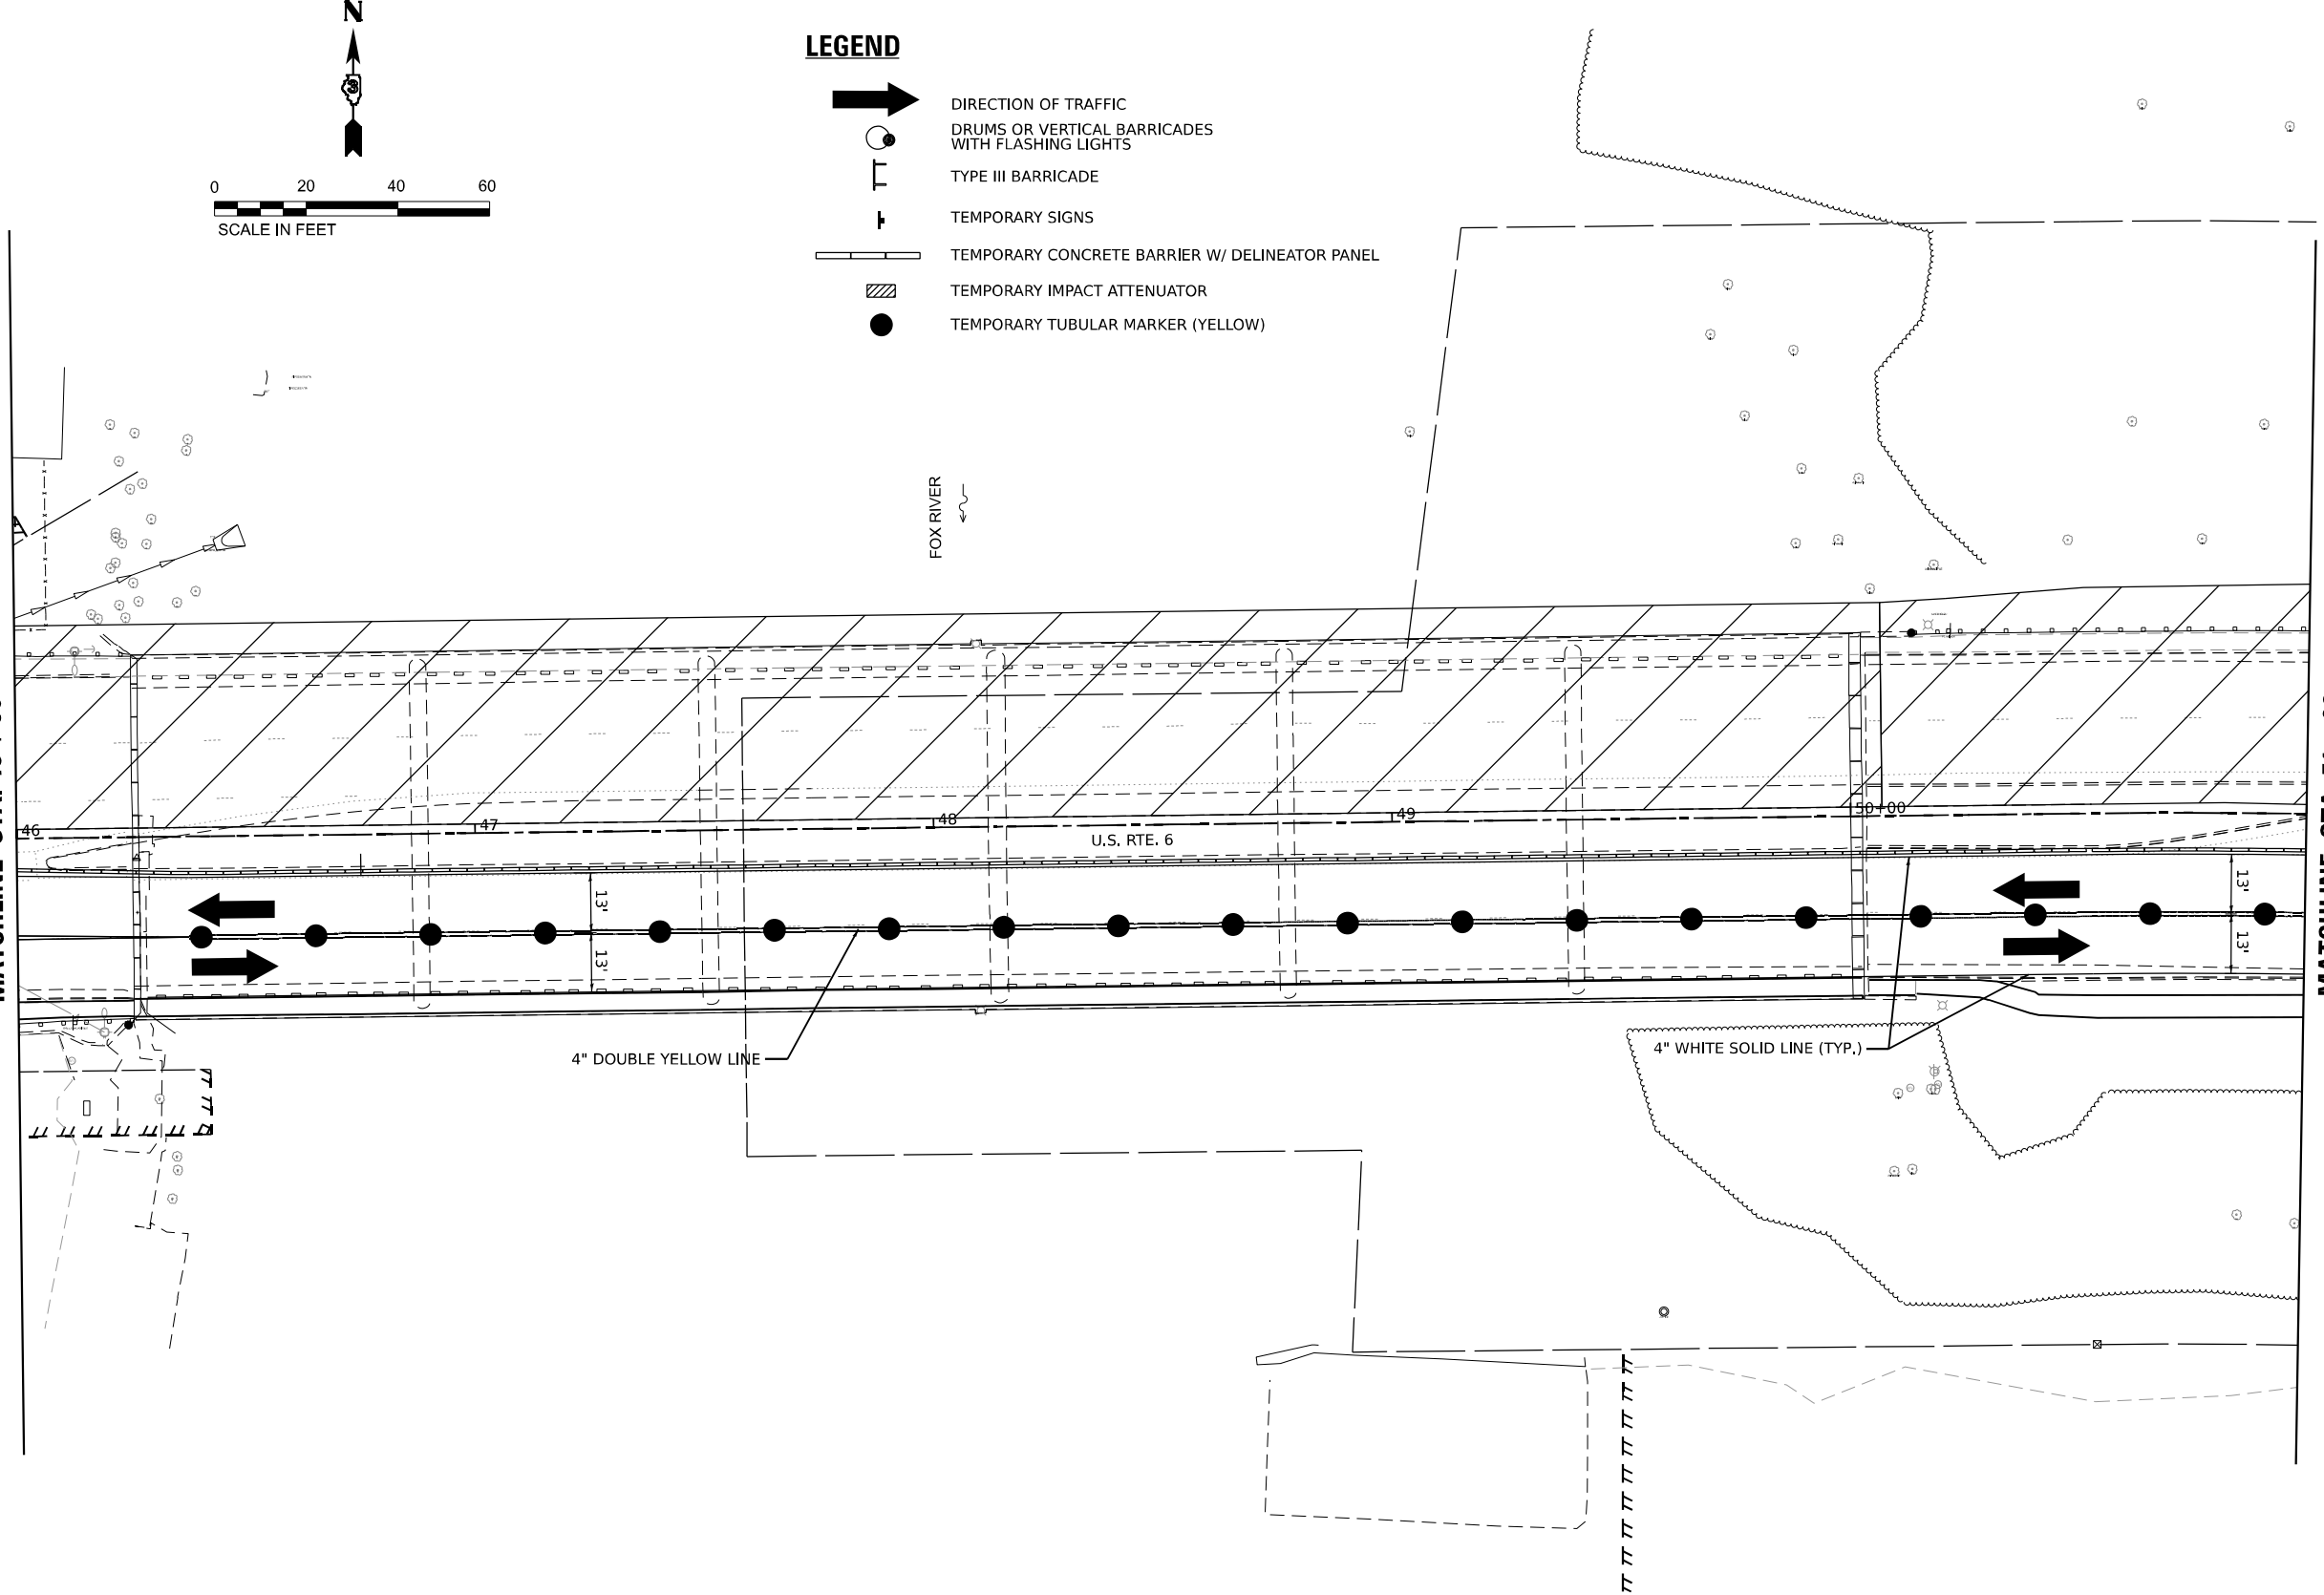 N
3
0 20 40 60
SCALE IN FEET
LEGEND
DIRECTION OF TRAFFIC
DRUMS OR VERTICAL BARRICADES
WITH FLASHING LIGHTS
TYPE III BARRICADE
TEMPORARY SIGNS
TEMPORARY CONCRETE BARRIER W/ DELINEATOR PANEL
TEMPORARY IMPACT ATTENUATOR
TEMPORARY TUBULAR MARKER (YELLOW)
FOX RIVER
46
47
48
49
50+00
U.S. RTE. 6
13'
13'
13'
13'
4" DOUBLE YELLOW LINE
4" WHITE SOLID LINE (TYP.)